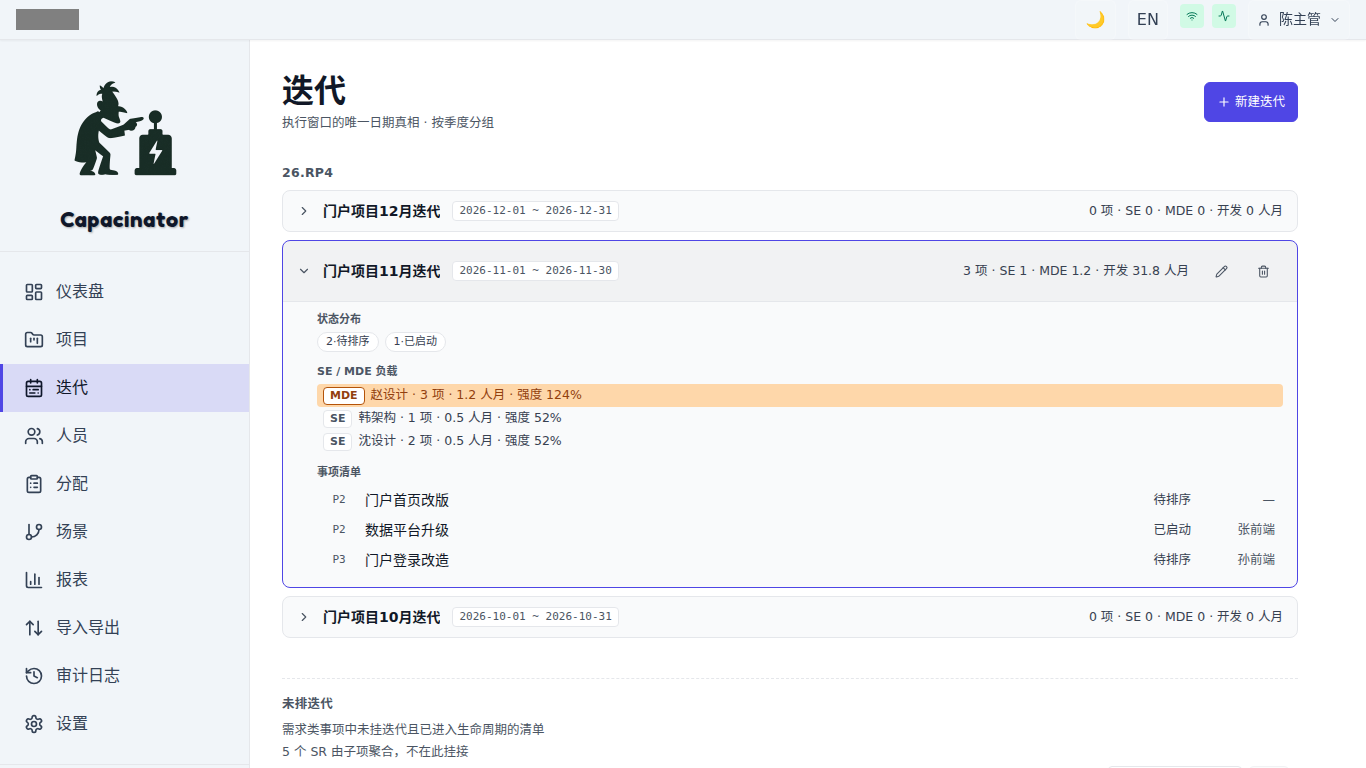 EN
陈主管
Capacinator
仪表盘
项目
迭代
人员
分配
场景
报表
导入导出
审计日志
设置
迭代
执行窗口的唯一日期真相 · 按季度分组
新建迭代
26.RP4
门户项目12月迭代 2026-12-01 ~ 2026-12-31 0 项 · SE 0 · MDE 0 · 开发 0 人月
门户项目11月迭代 2026-11-01 ~ 2026-11-30 3 项 · SE 1 · MDE 1.2 · 开发 31.8 人月
状态分布
2·待排序 1·已启动
SE / MDE 负载
MDE 赵设计 · 3 项 · 1.2 人月 · 强度 124%
SE 韩架构 · 1 项 · 0.5 人月 · 强度 52%
SE 沈设计 · 2 项 · 0.5 人月 · 强度 52%
事项清单
P2 门户首页改版 待排序 —
P2 数据平台升级 已启动 张前端
P3 门户登录改造 待排序 孙前端
门户项目10月迭代 2026-10-01 ~ 2026-10-31 0 项 · SE 0 · MDE 0 · 开发 0 人月
未排迭代
需求类事项中未挂迭代且已进入生命周期的清单
5 个 SR 由子项聚合，不在此挂接